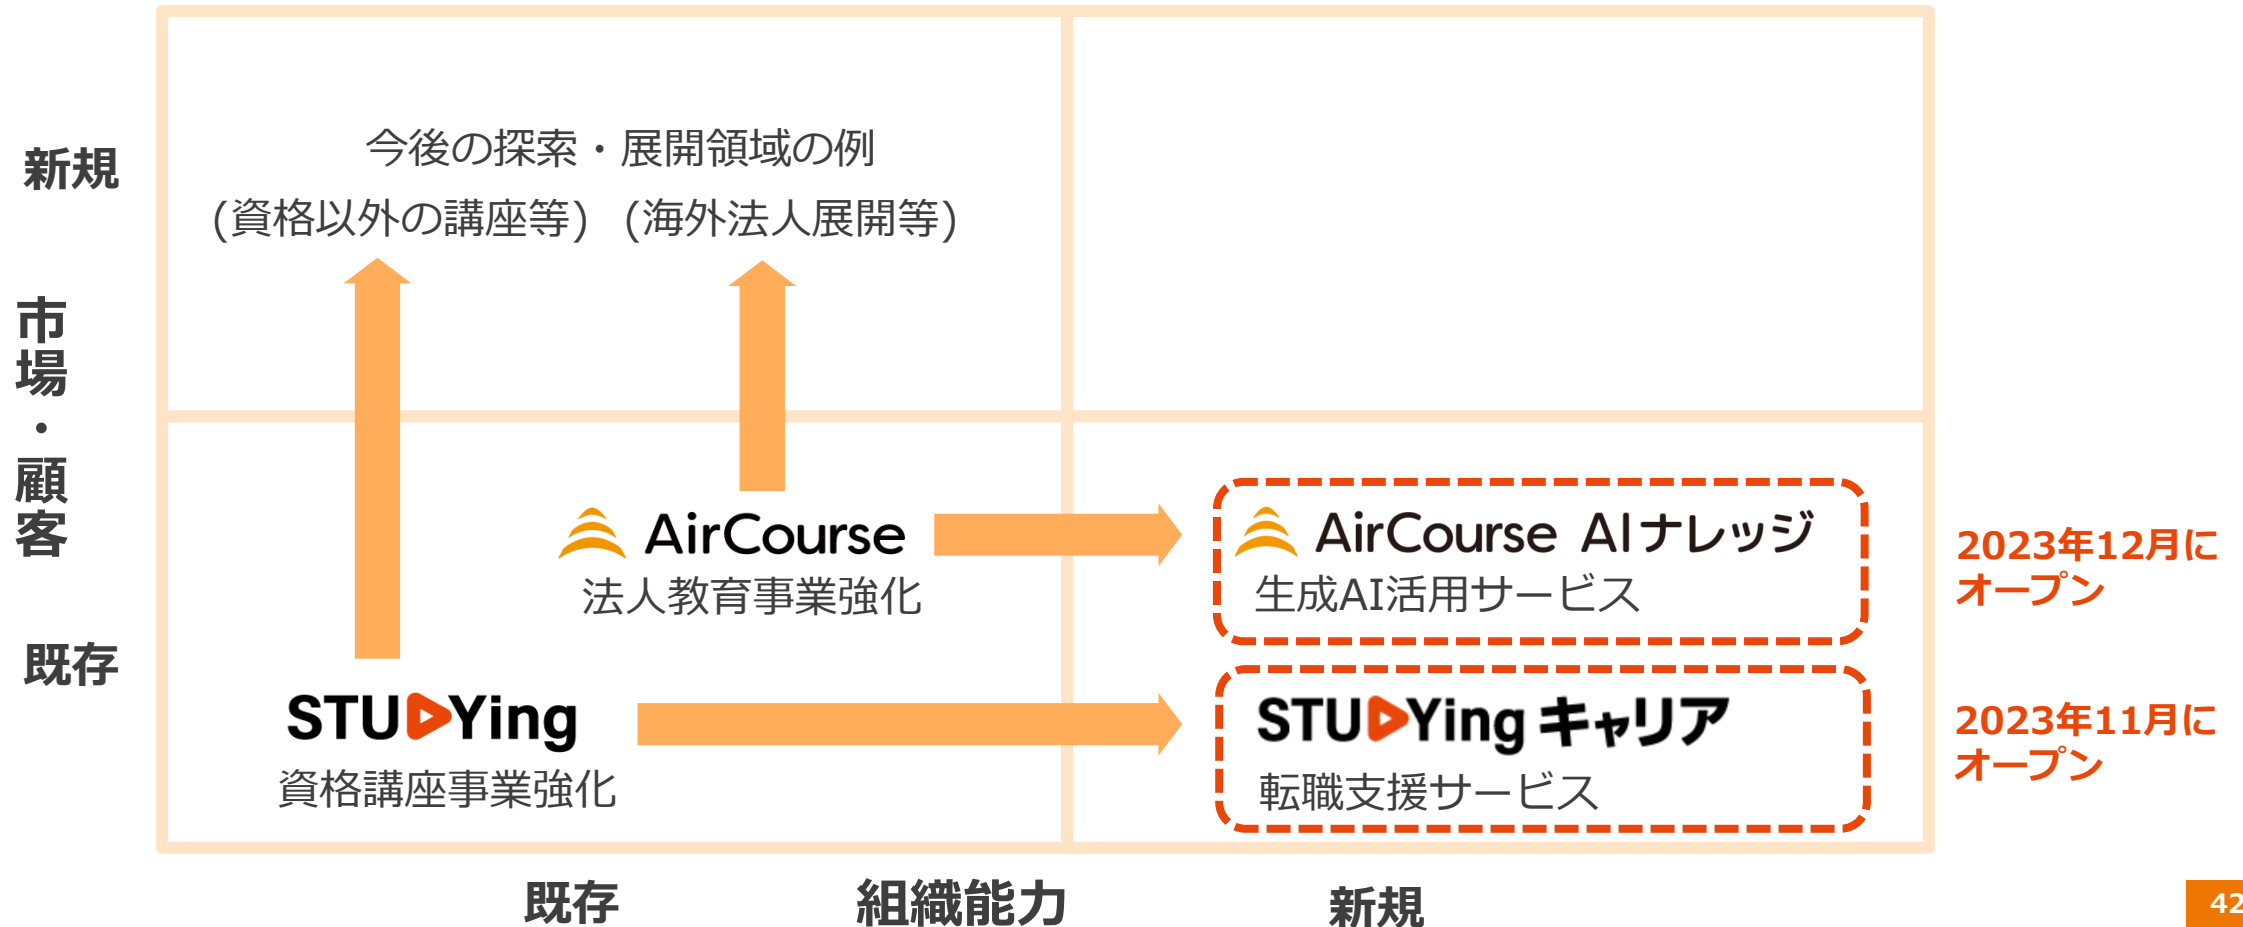 新規
今後の探索・展開領域の例
(資格以外の講座等) (海外法人展開等)
市場・顧客
既存
AirCourse
法人教育事業強化
STUDYing
資格講座事業強化
AirCourse AIナレッジ
生成AI活用サービス
2023年12月に
オープン
STUDYing キャリア
転職支援サービス
2023年11月に
オープン
既存
組織能力
新規
42